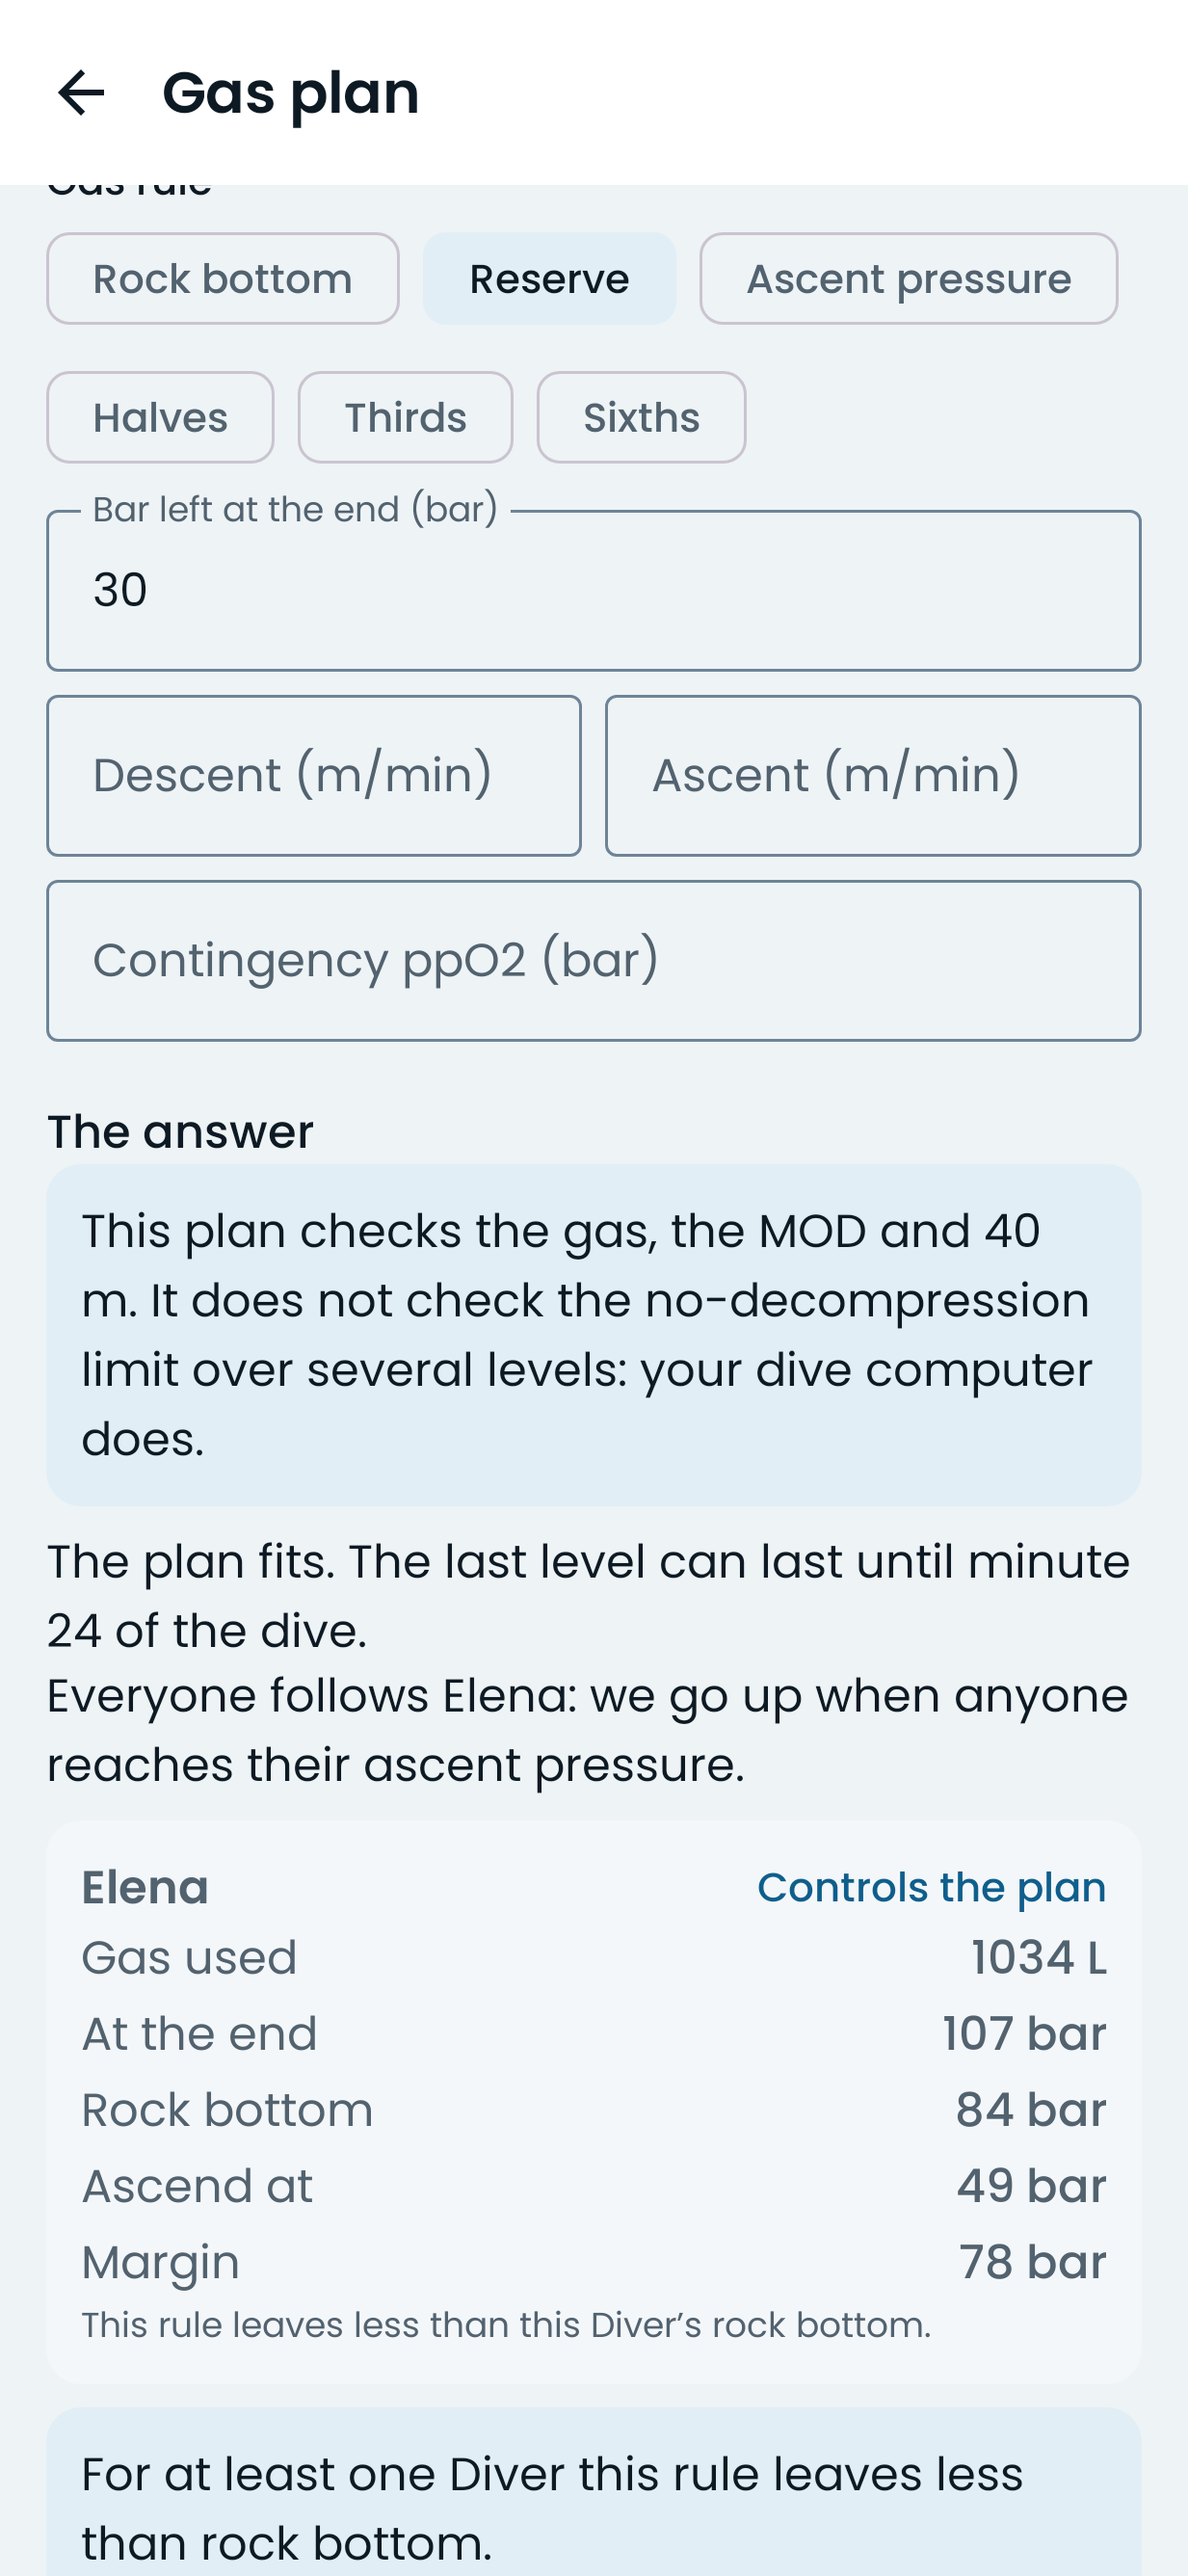 Gas plan
Gas rule
Rock bottom
Reserve
Ascent pressure
Halves
Thirds
Sixths
Bar left at the end (bar)
30
Descent (m/min)
Ascent (m/min)
Contingency ppO2 (bar)
The answer
This plan checks the gas, the MOD and 40
m. It does not check the no-decompression
limit over several levels: your dive computer
does.
The plan fits. The last level can last until minute
24 of the dive.
Everyone follows Elena: we go up when anyone
reaches their ascent pressure.
Elena
Controls the plan
Gas used
1034 L
At the end
107 bar
Rock bottom
84 bar
Ascend at
49 bar
Margin
78 bar
This rule leaves less than this Diver’s rock bottom.
For at least one Diver this rule leaves less
than rock bottom.